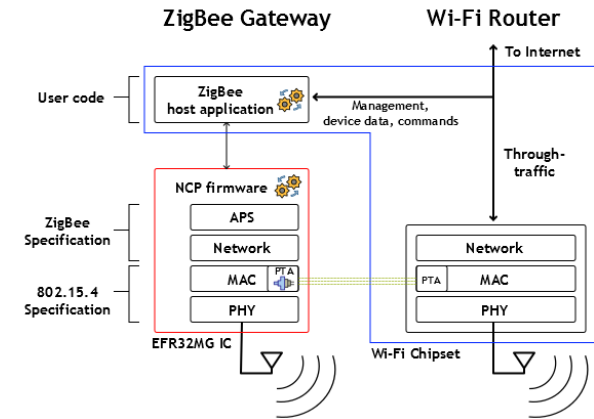 ZigBee Gateway
Wi-Fi Router
To Internet
User code
ZigBee
host application
Management,
device data, commands
Through-
traffic
NCP firmware
ZigBee
Specification
APS
Network
Network
802.15.4
Specification
MAC
PTA
PTA
MAC
PHY
PHY
EFR32MG IC
Wi-Fi Chipset